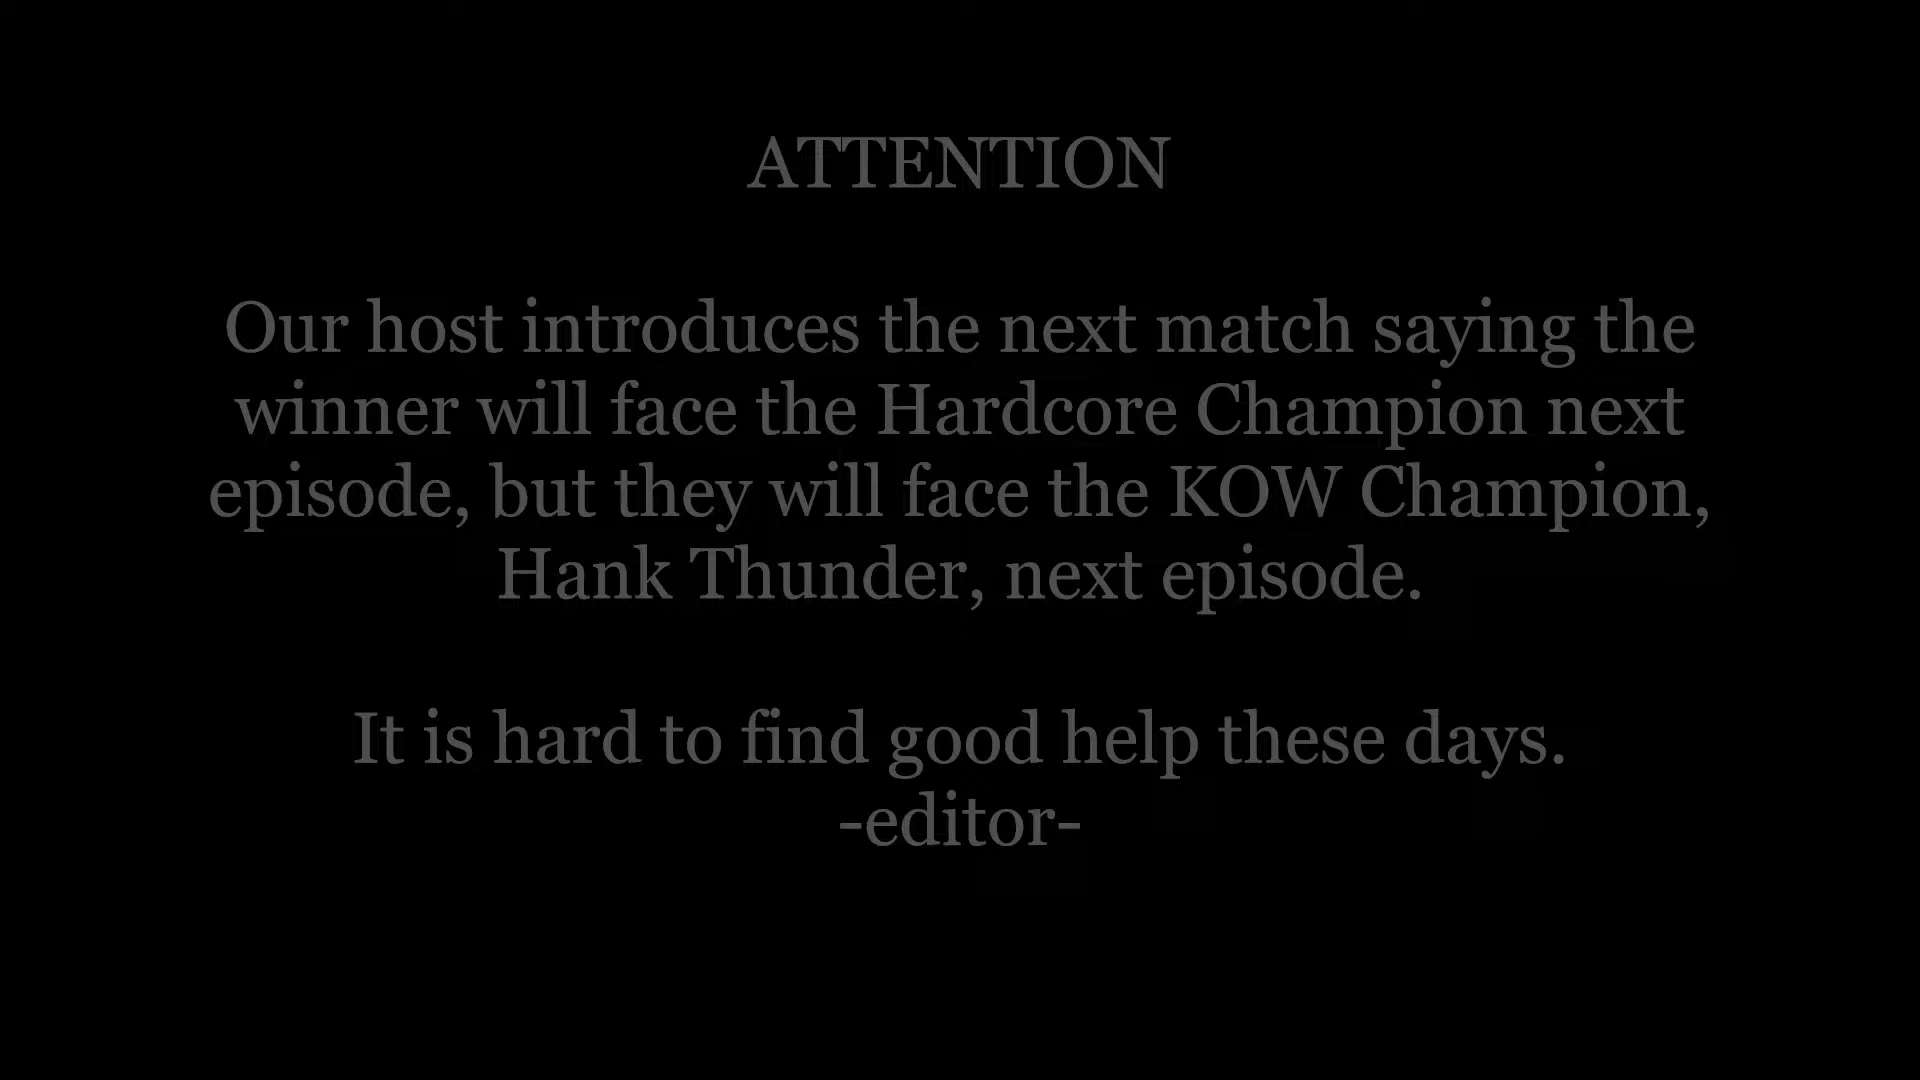 ATTENTION
Our host introduces the next match saying the
winner will face the Hardcore Champion next
episode, but they will face the KOW Champion,
Hank Thunder, next episode.
It is hard to find good help these days.
-editor-